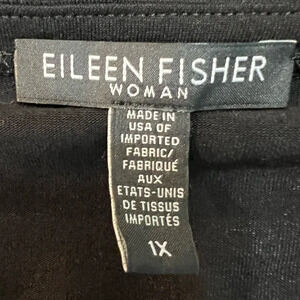 EILEEN FISHER
WOMAN
MADE IN
USA OF
IMPORTED
FABRIC/
FABRIQUÉ
AUX
ETATS-UNIS
DE TISSUS
IMPORTÉS
1X